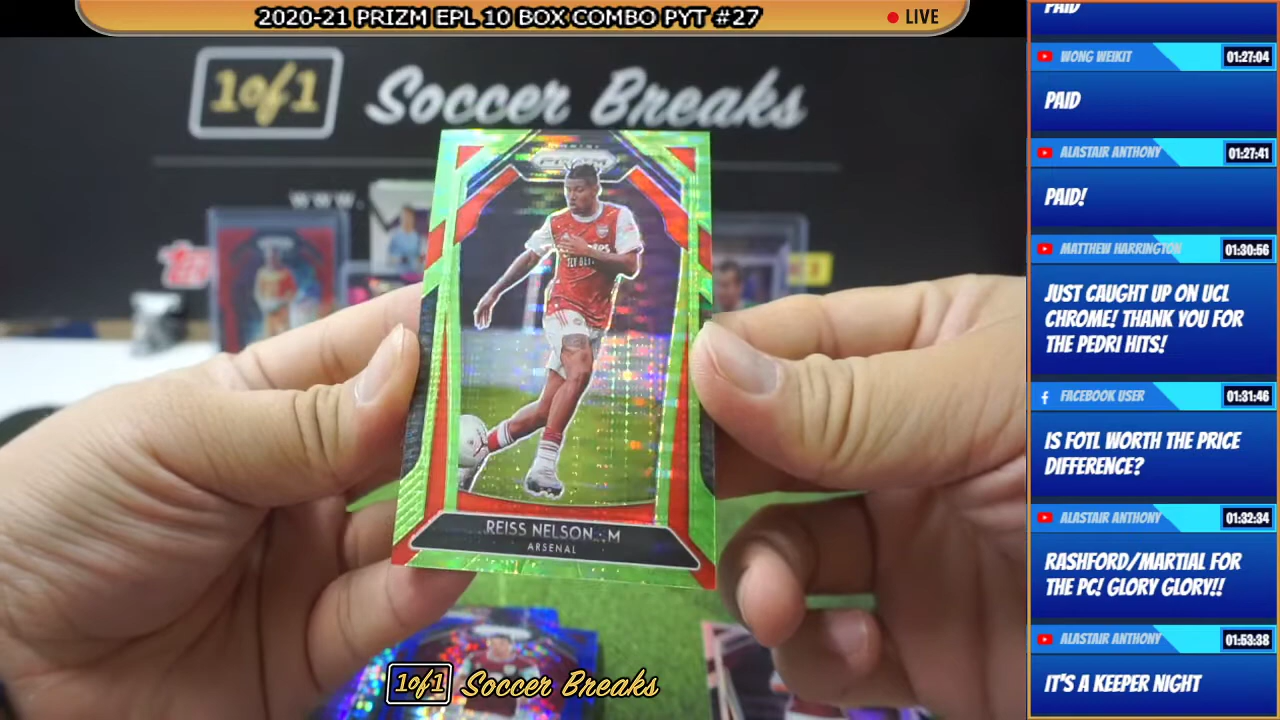 2020-21 PRIZM EPL 10 BOX COMBO PYT #27
LIVE
1of1 Soccer Breaks
WWW.
PRIZM
REISS NELSON - M
ARSENAL
1of1 Soccer Breaks
PAID
WONG WEIKIT 01:27:04
PAID
ALASTAIR ANTHONY 01:27:41
PAID!
MATTHEW HARRINGTON 01:30:56
JUST CAUGHT UP ON UCL
CHROME! THANK YOU FOR
THE PEDRI HITS!
FACEBOOK USER 01:31:46
IS FOTL WORTH THE PRICE
DIFFERENCE?
ALASTAIR ANTHONY 01:32:34
RASHFORD/MARTIAL FOR
THE PC! GLORY GLORY!!
ALASTAIR ANTHONY 01:53:38
IT'S A KEEPER NIGHT